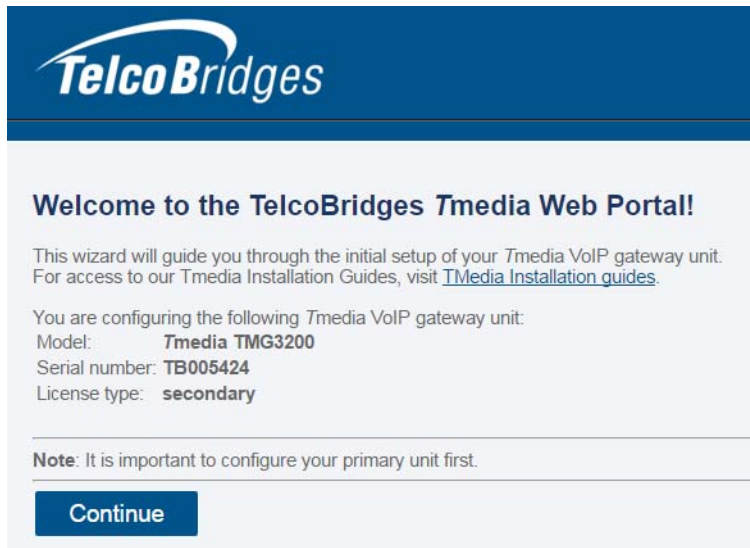 TelcoBridges
Welcome to the TelcoBridges Tmedia Web Portal!
This wizard will guide you through the initial setup of your Tmedia VoIP gateway unit.
For access to our Tmedia Installation Guides, visit TMedia Installation guides.
You are configuring the following Tmedia VoIP gateway unit:
Model: Tmedia TMG3200
Serial number: TB005424
License type: secondary
Note: It is important to configure your primary unit first.
Continue